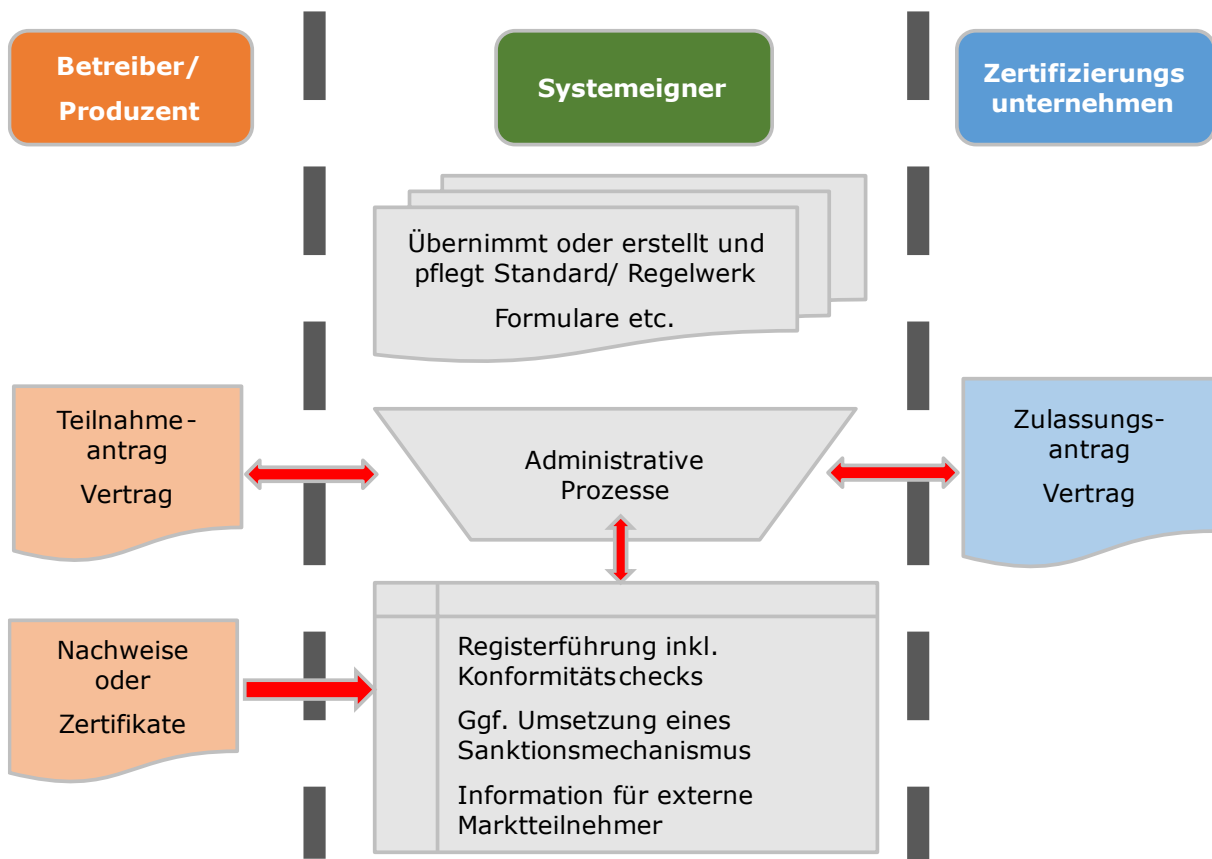 Betreiber/
Produzent
Systemeigner
Zertifizierungs
unternehmen
Übernimmt oder erstellt und
pflegt Standard/ Regelwerk
Formulare etc.
Teilnahme-
antrag
Vertrag
Administrative
Prozesse
Zulassungs-
antrag
Vertrag
Nachweise
oder
Zertifikate
Registerführung inkl.
Konformitätschecks
Ggf. Umsetzung eines
Sanktionsmechanismus
Information für externe
Marktteilnehmer